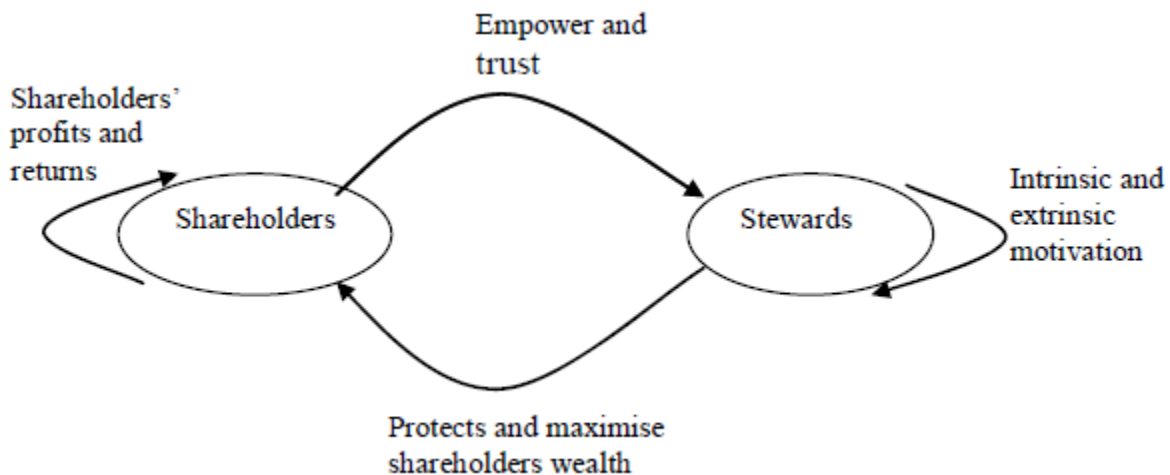 Empower and
trust
Shareholders’
profits and
returns
Shareholders
Stewards
Intrinsic and
extrinsic
motivation
Protects and maximise
shareholders wealth